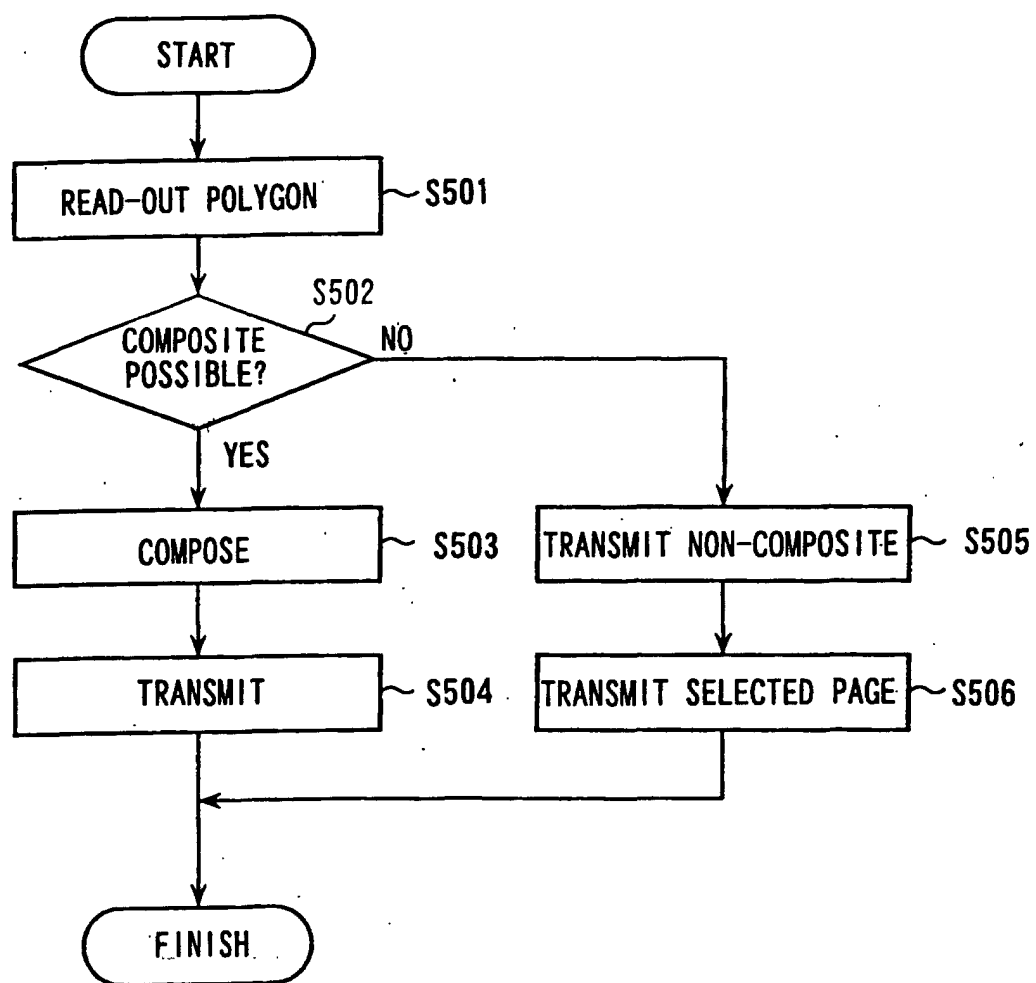 START
READ-OUT POLYGON
S501
S502
COMPOSITE
POSSIBLE?
NO
YES
COMPOSE
S503
TRANSMIT NON-COMPOSITE
S505
TRANSMIT
S504
TRANSMIT SELECTED PAGE
S506
FINISH